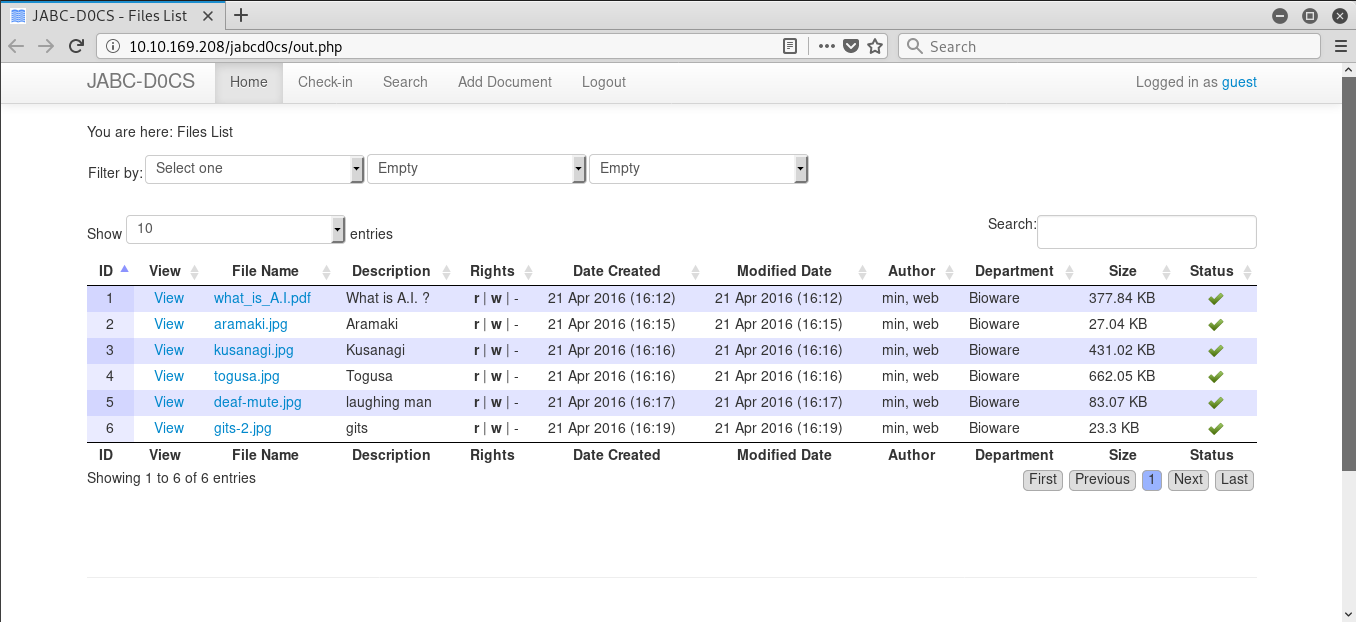 JABC-D0CS - Files List
10.10.169.208/jabcd0cs/out.php
Search
JABC-D0CS Home Check-in Search Add Document Logout Logged in as guest
You are here: Files List
Filter by: Select one Empty Empty
Show 10 entries Search:
ID View File Name Description Rights Date Created Modified Date Author Department Size Status
1 View what_is_A.I.pdf What is A.I. ? r | w | - 21 Apr 2016 (16:12) 21 Apr 2016 (16:12) min, web Bioware 377.84 KB
2 View aramaki.jpg Aramaki r | w | - 21 Apr 2016 (16:15) 21 Apr 2016 (16:15) min, web Bioware 27.04 KB
3 View kusanagi.jpg Kusanagi r | w | - 21 Apr 2016 (16:16) 21 Apr 2016 (16:16) min, web Bioware 431.02 KB
4 View togusa.jpg Togusa r | w | - 21 Apr 2016 (16:16) 21 Apr 2016 (16:16) min, web Bioware 662.05 KB
5 View deaf-mute.jpg laughing man r | w | - 21 Apr 2016 (16:17) 21 Apr 2016 (16:17) min, web Bioware 83.07 KB
6 View gits-2.jpg gits r | w | - 21 Apr 2016 (16:19) 21 Apr 2016 (16:19) min, web Bioware 23.3 KB
ID View File Name Description Rights Date Created Modified Date Author Department Size Status
Showing 1 to 6 of 6 entries First Previous 1 Next Last